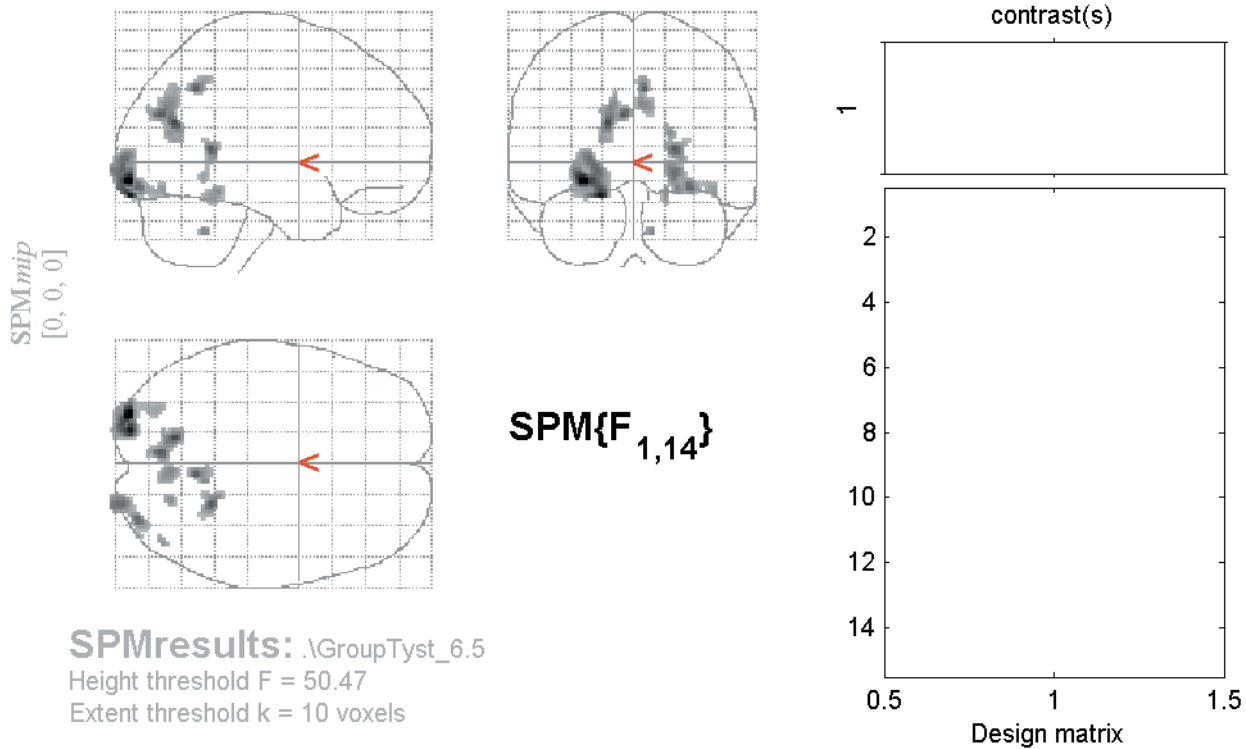 contrast(s)
1
2
4
6
8
10
12
14
0.5 1 1.5
Design matrix
SPMmip
[0, 0, 0]
<
<
<
SPM{F1,14}
SPMresults: .\GroupTyst_6.5
Height threshold F = 50.47
Extent threshold k = 10 voxels